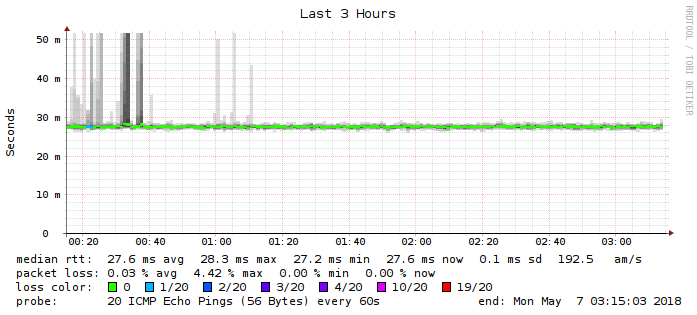 Last 3 Hours
RRDTOOL / TOBI OETIKER
Seconds
50 m
40 m
30 m
20 m
10 m
0
00:20 00:40 01:00 01:20 01:40 02:00 02:20 02:40 03:00
median rtt: 27.6 ms avg 28.3 ms max 27.2 ms min 27.6 ms now 0.1 ms sd 192.5 am/s
packet loss: 0.03 % avg 4.42 % max 0.00 % min 0.00 % now
loss color: 0 1/20 2/20 3/20 4/20 10/20 19/20
probe: 20 ICMP Echo Pings (56 Bytes) every 60s end: Mon May 7 03:15:03 2018